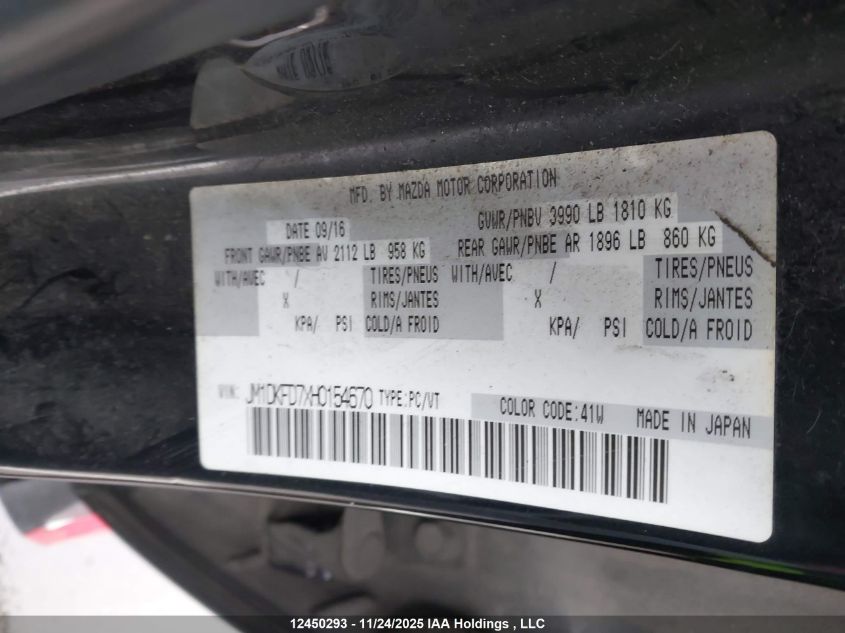 MFD. BY MAZDA MOTOR CORPORATION
DATE 09/16 GVWR/PNBV 3990 LB 1810 KG
FRONT GAWR/PNBE AV 2112 LB 958 KG REAR GAWR/PNBE AR 1896 LB 860 KG
WITH/AVEC / TIRES/PNEUS WITH/AVEC / TIRES/PNEUS
X RIMS/JANTES X RIMS/JANTES
KPA/ PSI COLD/A FROID KPA/ PSI COLD/A FROID
VIN: JM1DKFD7XH0154670 TYPE:PC/VT COLOR CODE:41W MADE IN JAPAN
12450293 - 11/24/2025 IAA Holdings , LLC